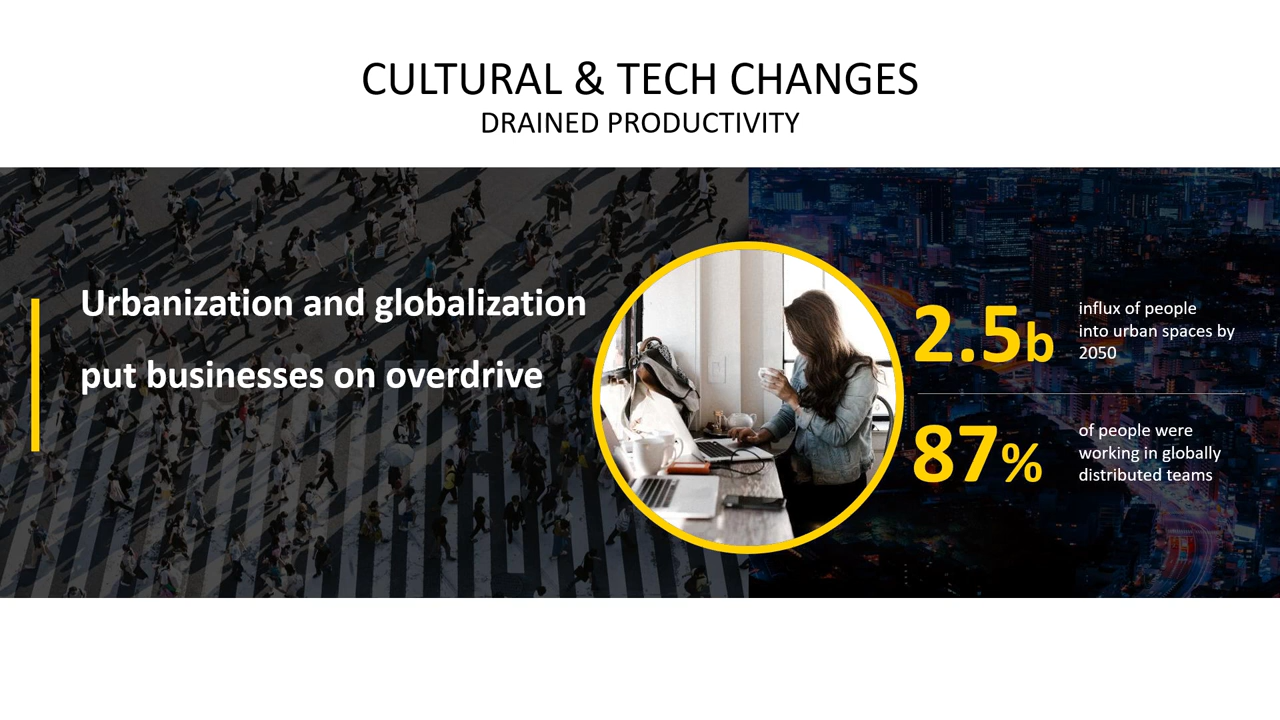 CULTURAL & TECH CHANGES
DRAINED PRODUCTIVITY
Urbanization and globalization
put businesses on overdrive
2.5b
influx of people
into urban spaces by
2050
87%
of people were
working in globally
distributed teams